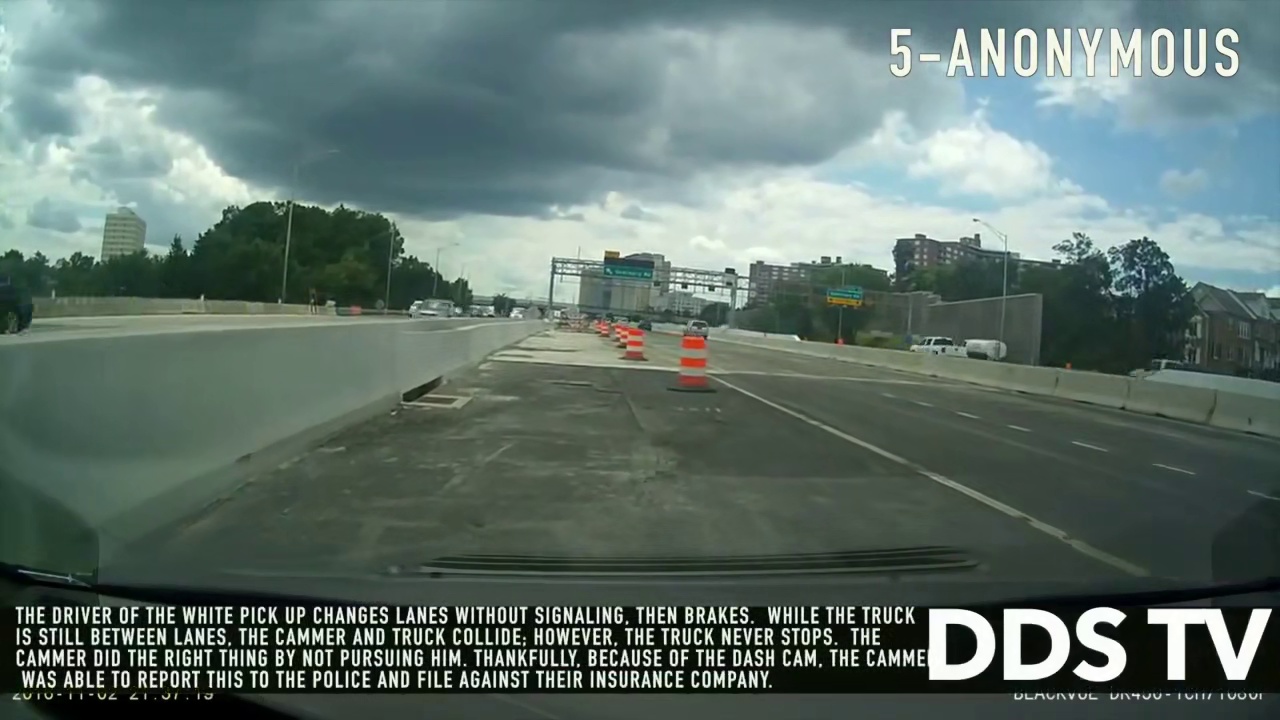 5-ANONYMOUS
THE DRIVER OF THE WHITE PICK UP CHANGES LANES WITHOUT SIGNALING, THEN BRAKES. WHILE THE TRUCK
IS STILL BETWEEN LANES, THE CAMMER AND TRUCK COLLIDE; HOWEVER, THE TRUCK NEVER STOPS. THE
CAMMER DID THE RIGHT THING BY NOT PURSUING HIM. THANKFULLY, BECAUSE OF THE DASH CAM, THE CAMME
WAS ABLE TO REPORT THIS TO THE POLICE AND FILE AGAINST THEIR INSURANCE COMPANY.
DDS TV